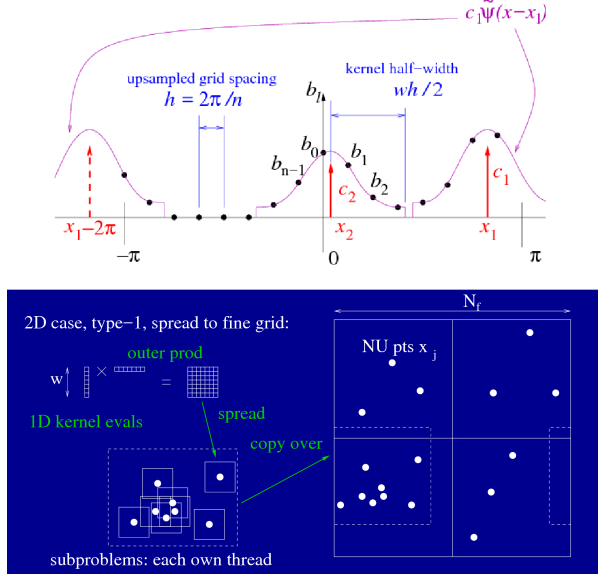 c₁ψ̃(x−x₁)
upsampled grid spacing
h = 2π/n
kernel half−width
wh/2
b_l
b₀
b₁
b_{n−1}
b₂
c₂
c₁
x₁−2π
−π
0
x₂
x₁
π
2D case, type−1, spread to fine grid:
N_f
outer prod
NU pts x_j
w
×
=
1D kernel evals
spread
copy over
subproblems: each own thread